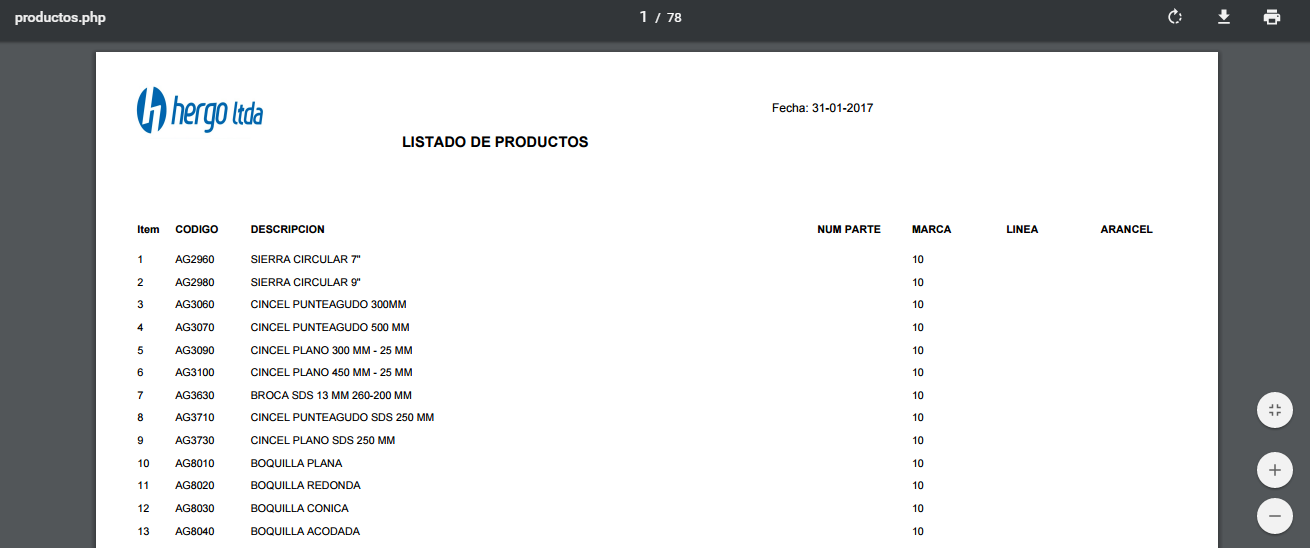 productos.php
1 / 78
hergo ltda
Fecha: 31-01-2017
LISTADO DE PRODUCTOS
Item CODIGO DESCRIPCION NUM PARTE MARCA LINEA ARANCEL
1 AG2960 SIERRA CIRCULAR 7" 10
2 AG2980 SIERRA CIRCULAR 9" 10
3 AG3060 CINCEL PUNTEAGUDO 300MM 10
4 AG3070 CINCEL PUNTEAGUDO 500 MM 10
5 AG3090 CINCEL PLANO 300 MM - 25 MM 10
6 AG3100 CINCEL PLANO 450 MM - 25 MM 10
7 AG3630 BROCA SDS 13 MM 260-200 MM 10
8 AG3710 CINCEL PUNTEAGUDO SDS 250 MM 10
9 AG3730 CINCEL PLANO SDS 250 MM 10
10 AG8010 BOQUILLA PLANA 10
11 AG8020 BOQUILLA REDONDA 10
12 AG8030 BOQUILLA CONICA 10
13 AG8040 BOQUILLA ACODADA 10